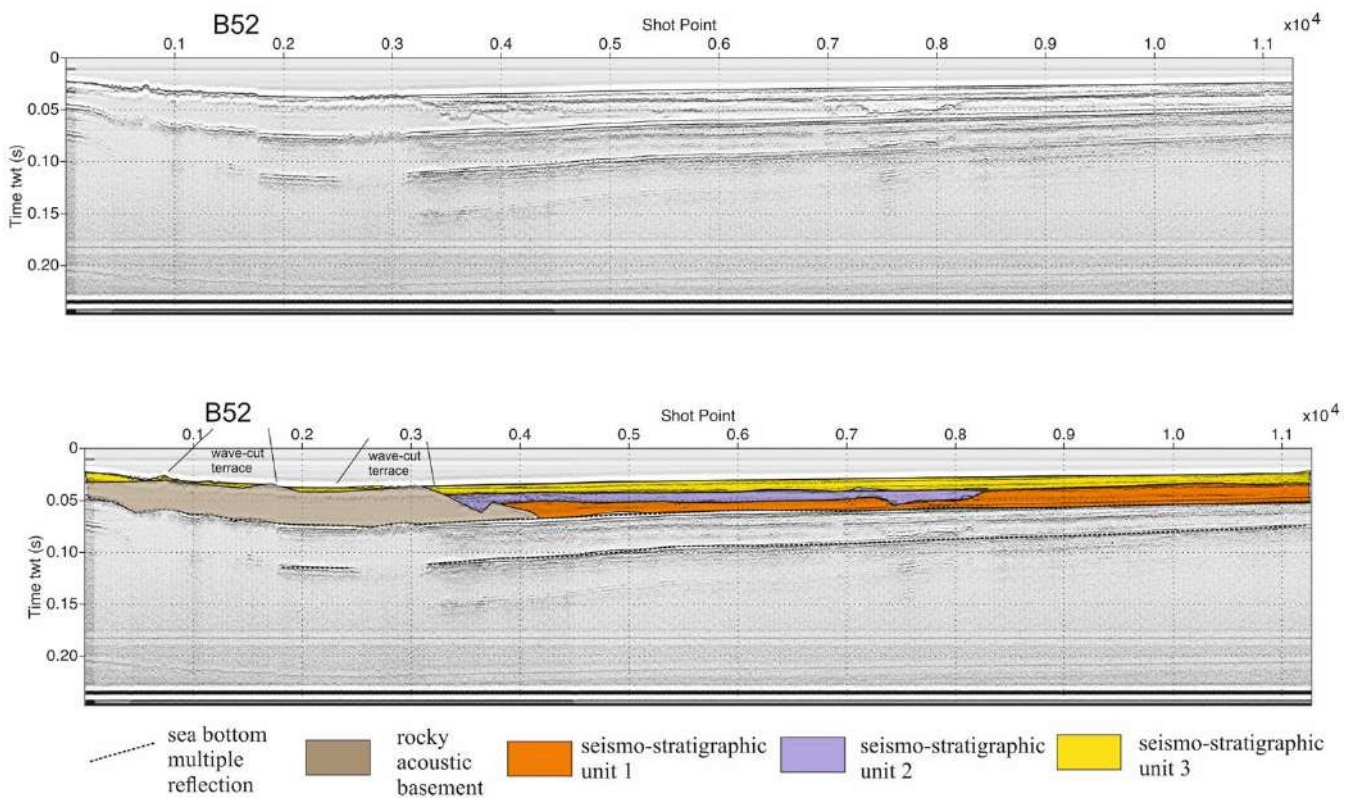 B52
Shot Point
x10⁴
0.1 0.2 0.3 0.4 0.5 0.6 0.7 0.8 0.9 1.0 1.1
0
0.05
0.10
0.15
0.20
Time twt (s)
B52
Shot Point
x10⁴
0.1 0.2 0.3 0.4 0.5 0.6 0.7 0.8 0.9 1.0 1.1
0
wave-cut
terrace
wave-cut
terrace
0.05
0.10
0.15
0.20
Time twt (s)
sea bottom
multiple
reflection
rocky
acoustic
basement
seismo-stratigraphic
unit 1
seismo-stratigraphic
unit 2
seismo-stratigraphic
unit 3